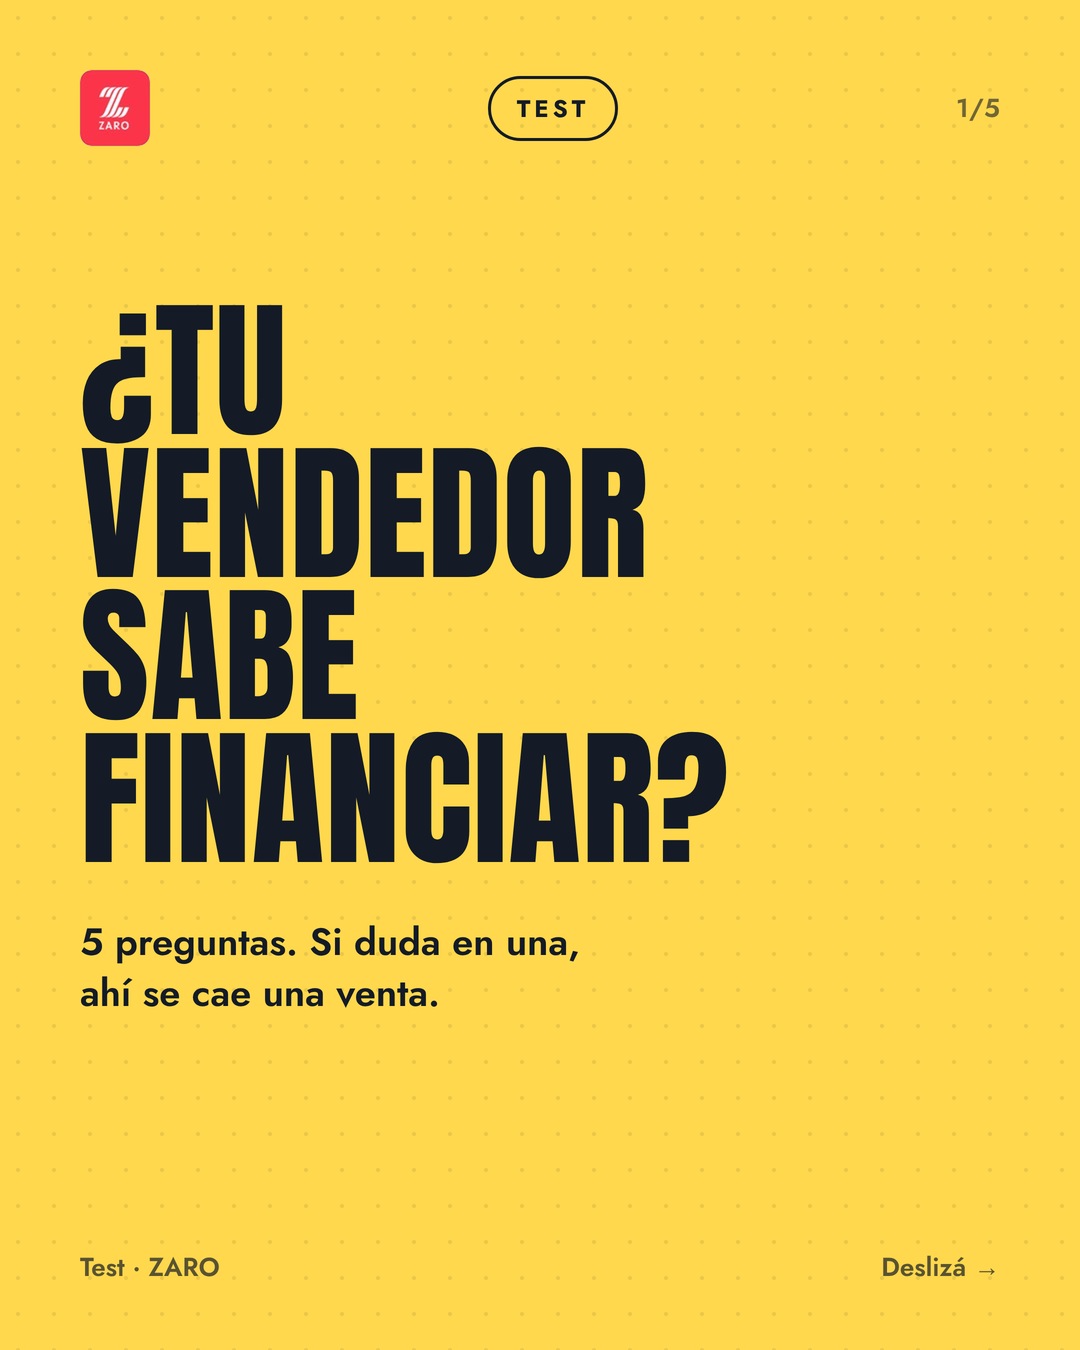 ZARO
TEST
1/5
¿TU
VENDEDOR
SABE
FINANCIAR?
5 preguntas. Si duda en una,
ahí se cae una venta.
Test · ZARO
Deslizá →